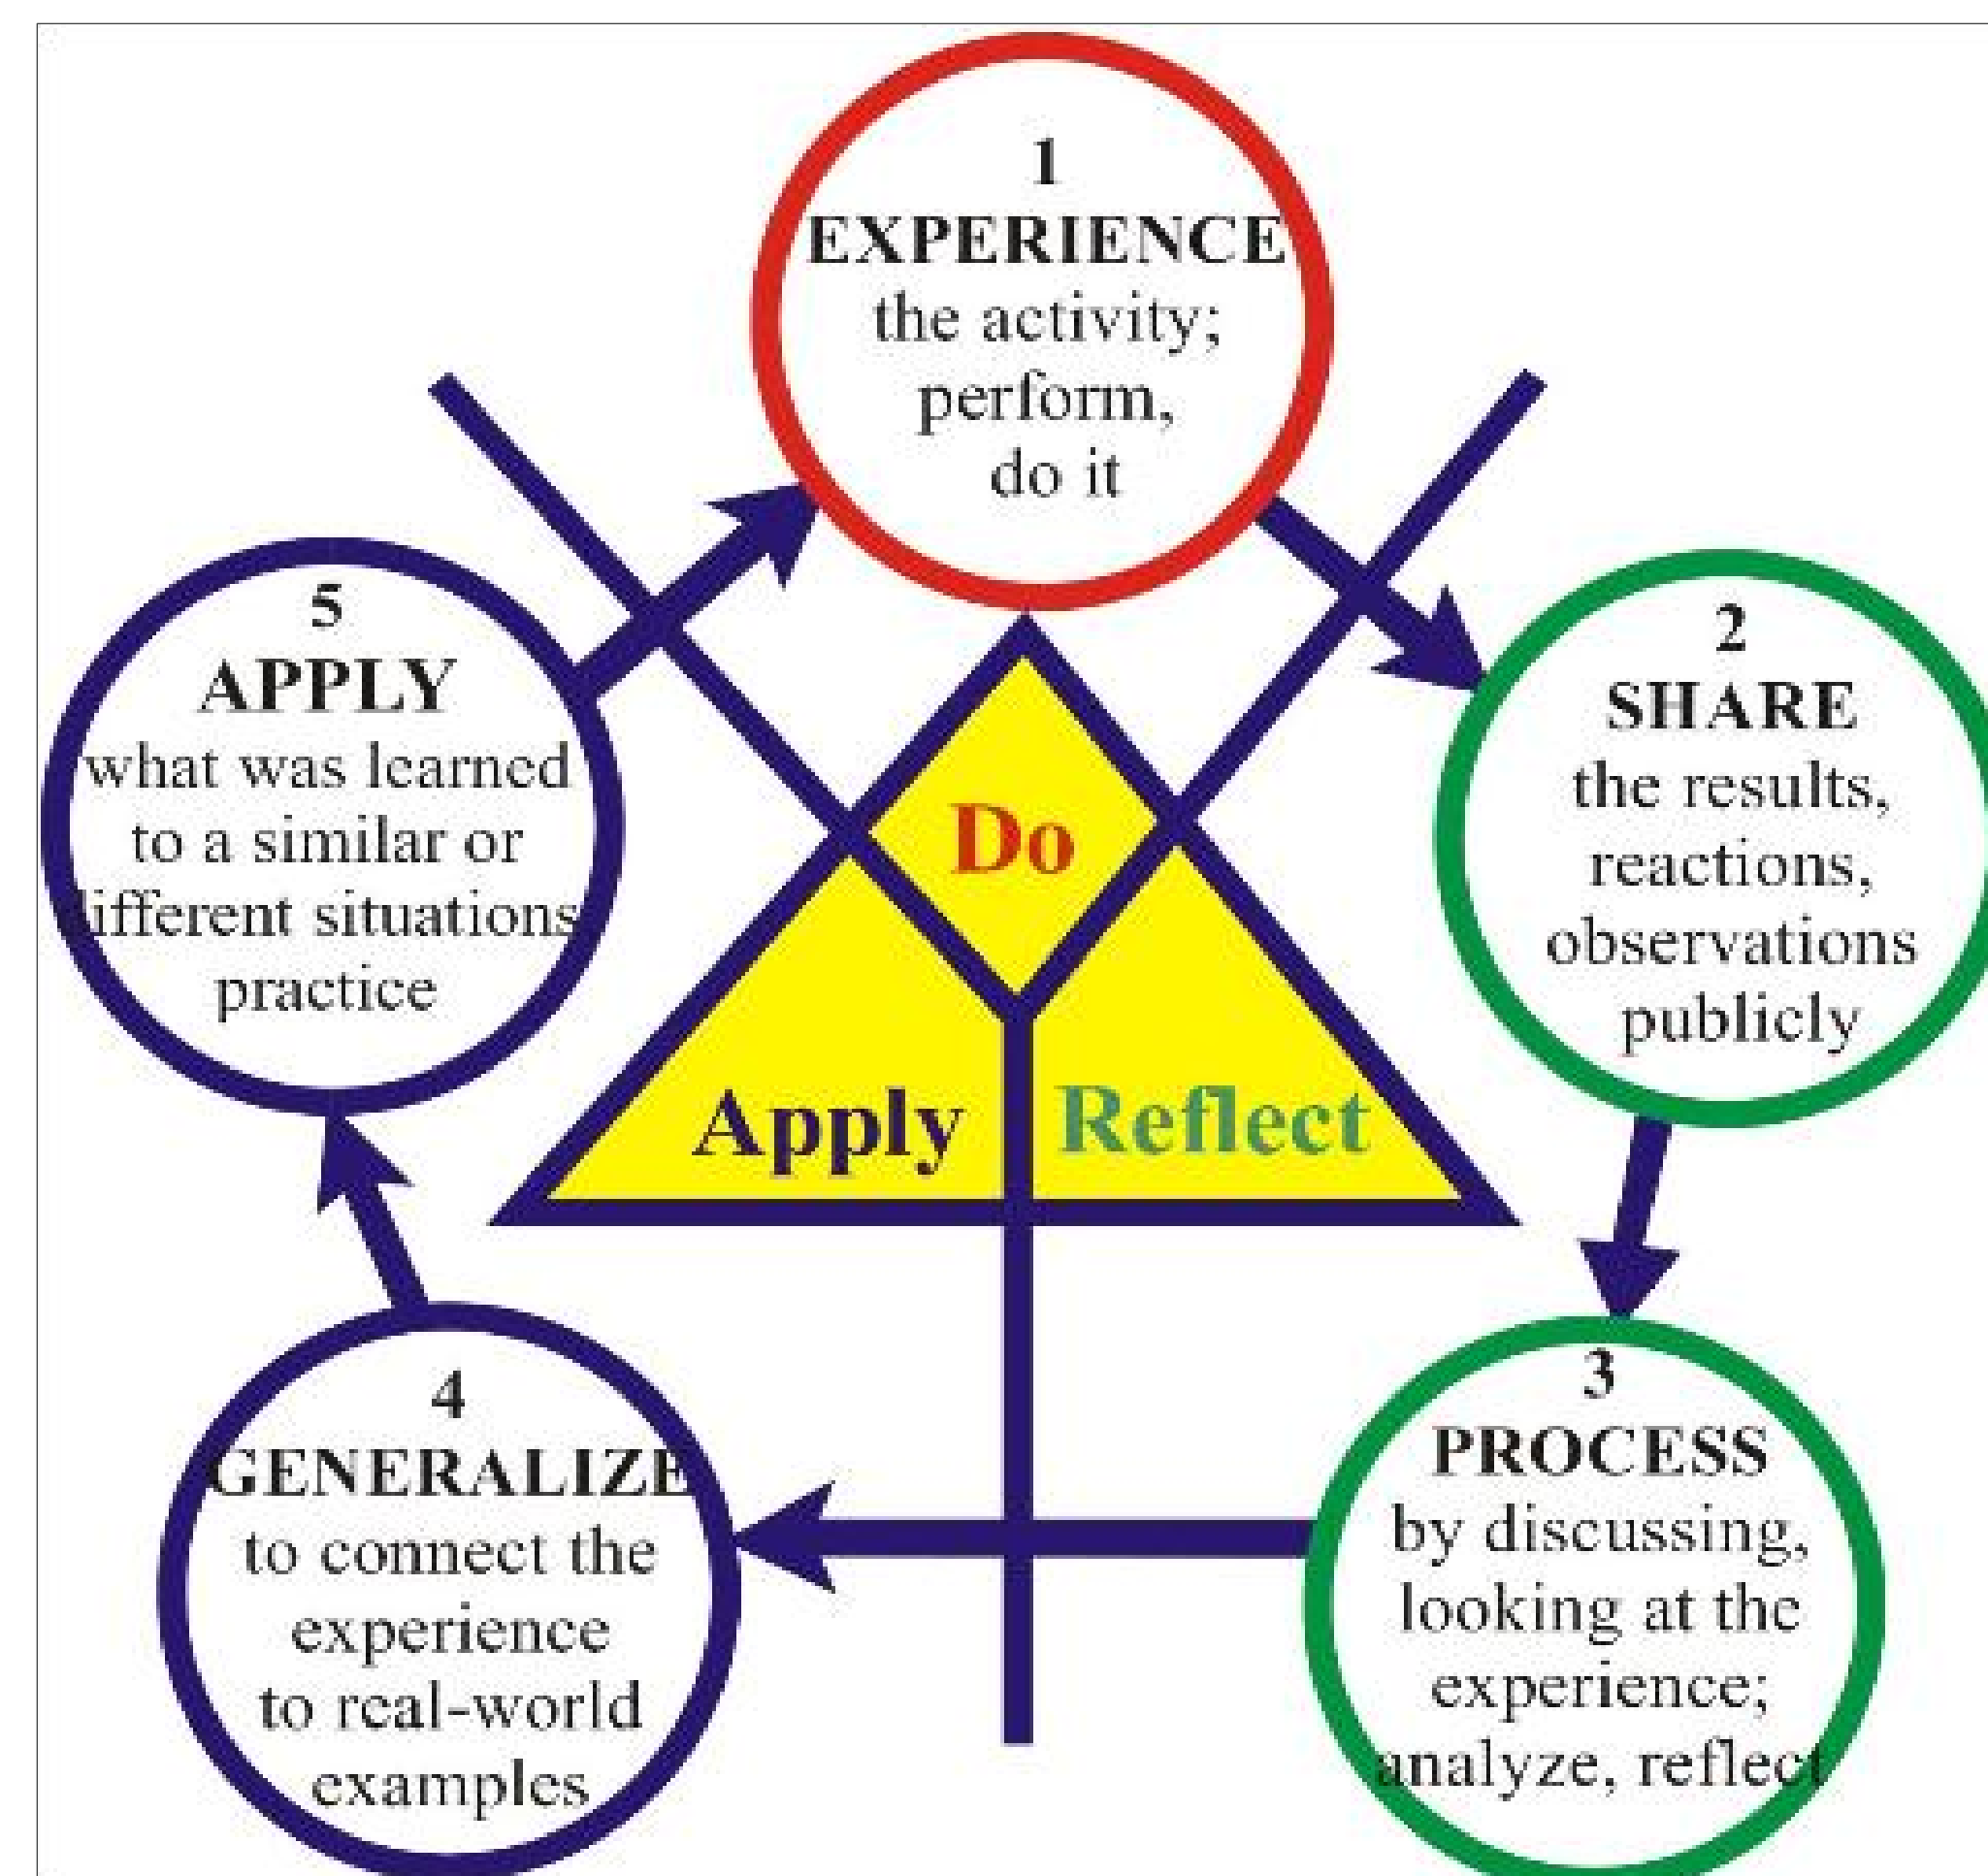 1
EXPERIENCE
the activity;
perform,
do it
2
SHARE
the results,
reactions,
observations
publicly
3
PROCESS
by discussing,
looking at the
experience;
analyze, reflect
4
GENERALIZE
to connect the
experience
to real-world
examples
5
APPLY
what was learned
to a similar or
different situations
practice
Do
Apply
Reflect